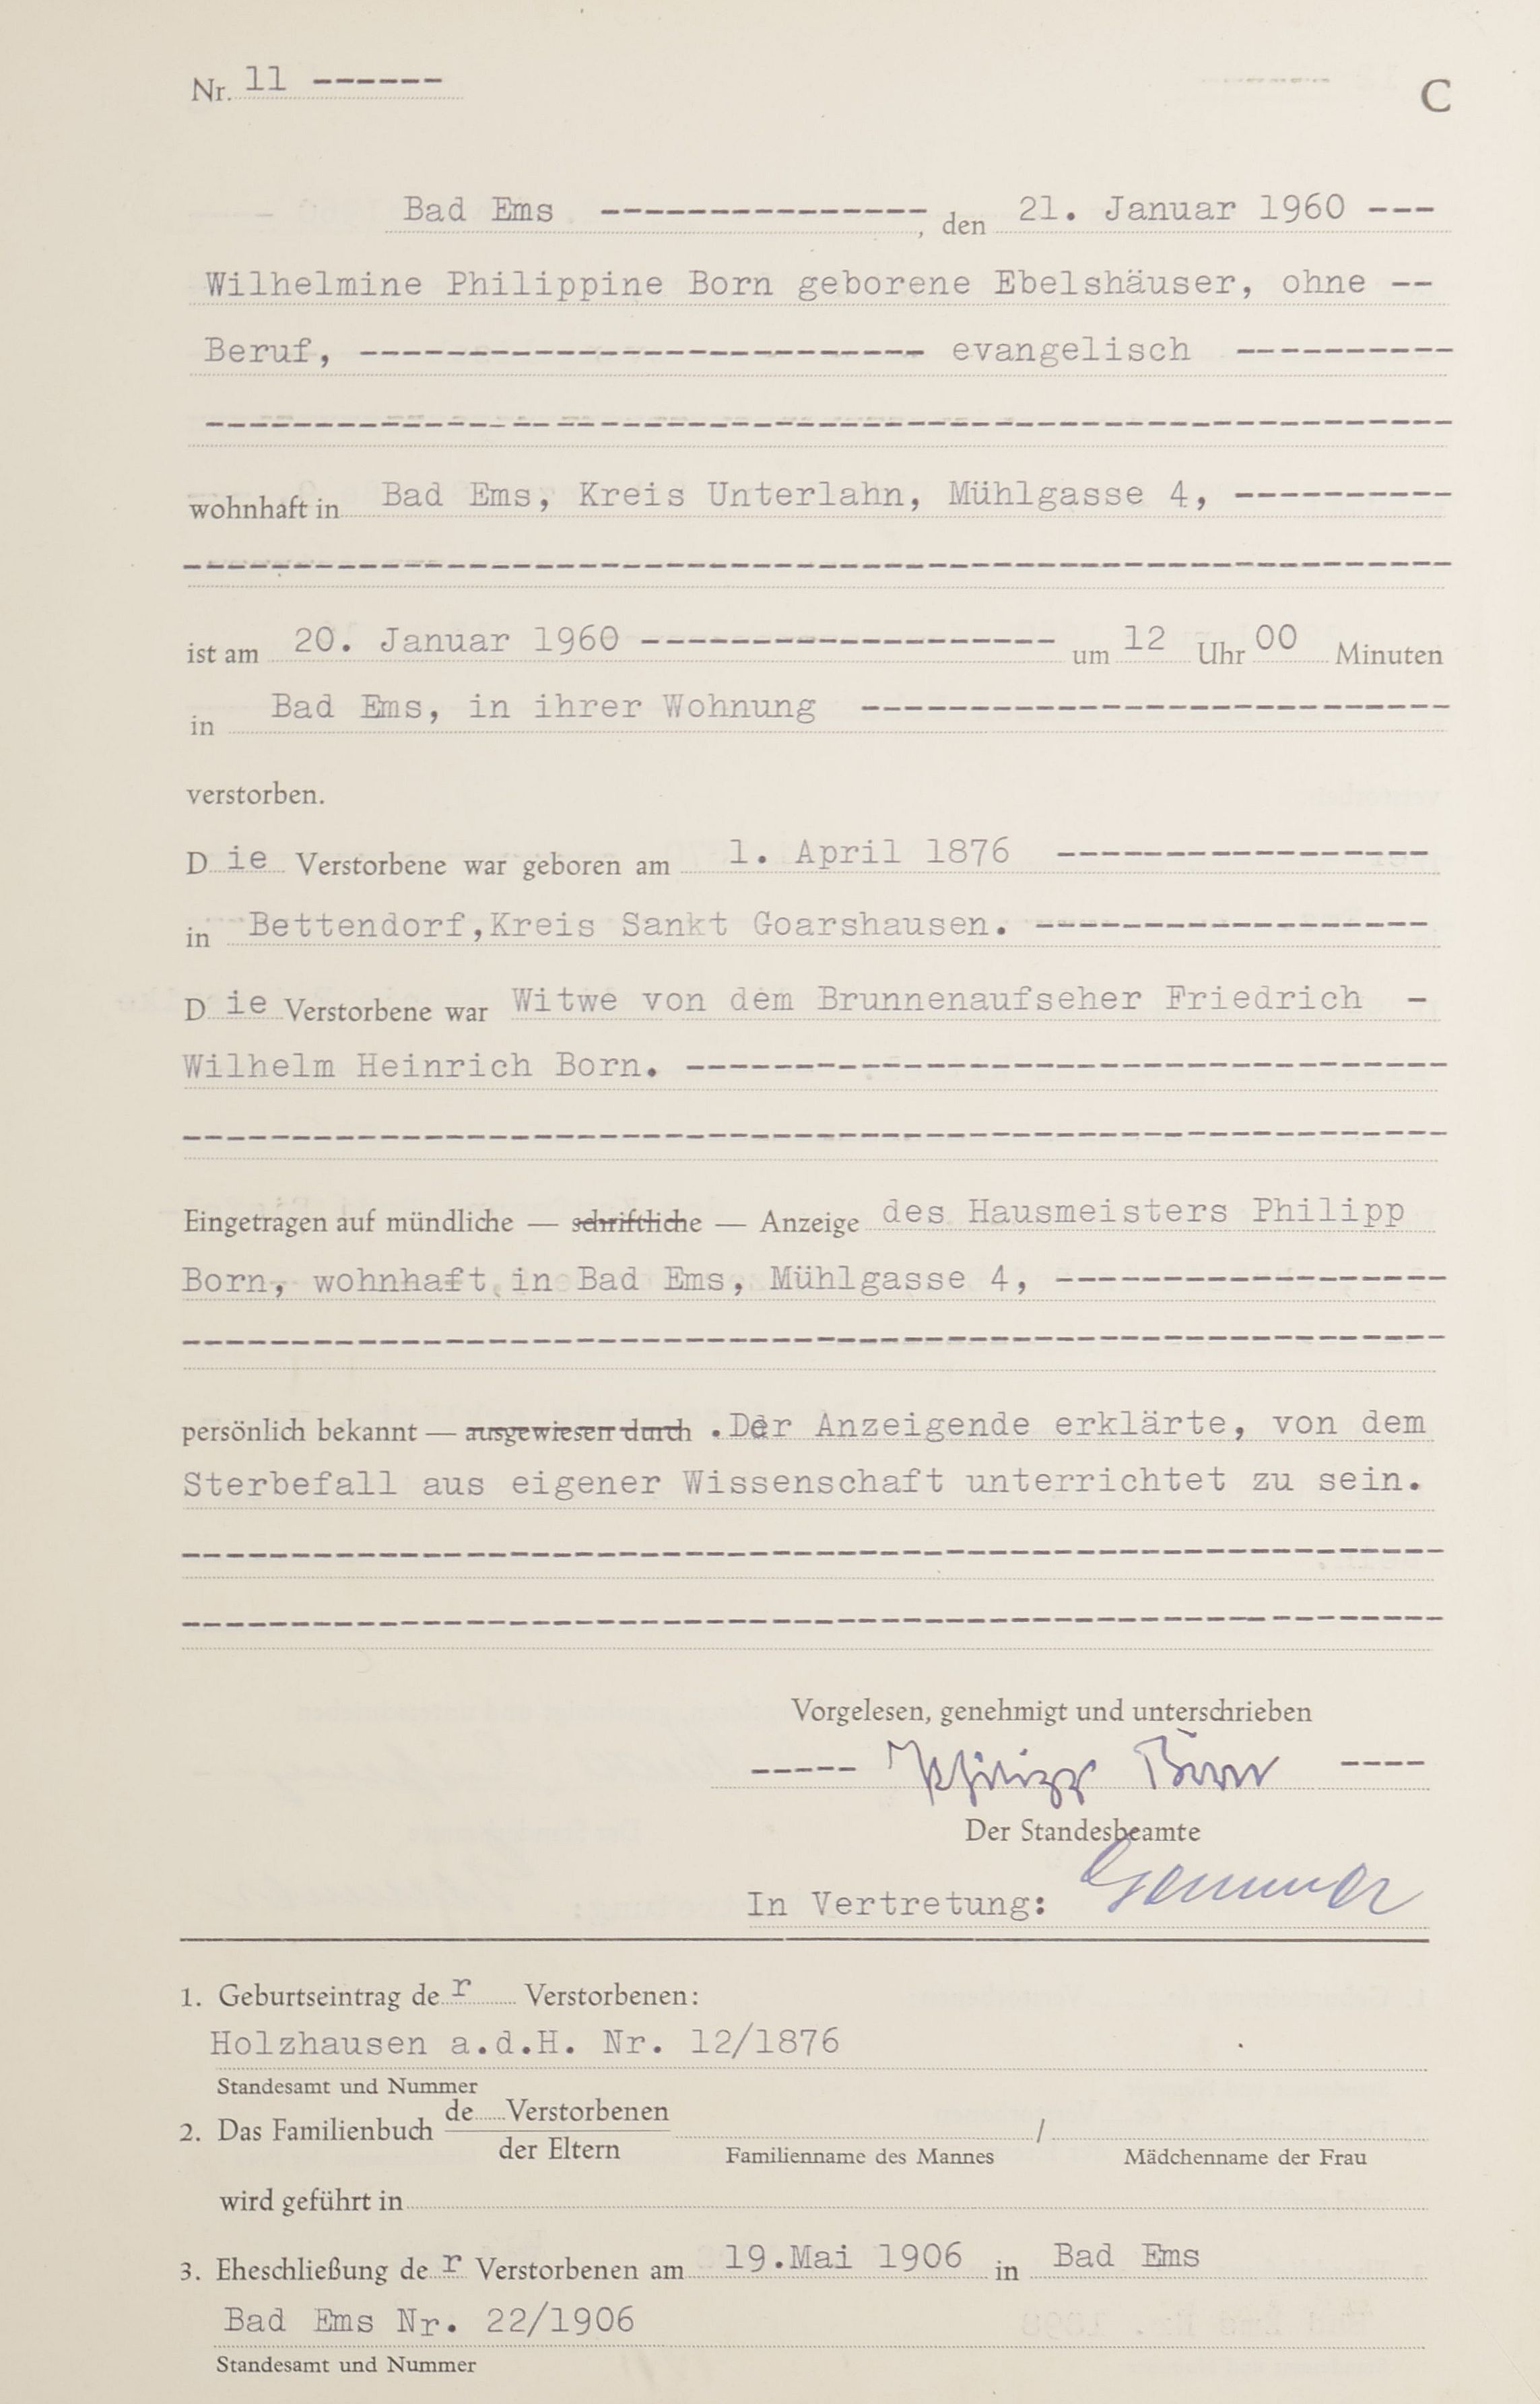 Nr. 11 ------
C
Bad Ems ---------------, den 21. Januar 1960 ---
Wilhelmine Philippine Born geborene Ebelshäuser, ohne --
Beruf, -------------------------- evangelisch ----------
wohnhaft in Bad Ems, Kreis Unterlahn, Mühlgasse 4, ----------
ist am 20. Januar 1960 ------------------- um 12 Uhr 00 Minuten
in Bad Ems, in ihrer Wohnung ---------------------------
verstorben.
Die Verstorbene war geboren am 1. April 1876 -----------------
in Bettendorf,Kreis Sankt Goarshausen. ------------------
Die Verstorbene war Witwe von dem Brunnenaufseher Friedrich -
Wilhelm Heinrich Born. -----------------------------------
Eingetragen auf mündliche — schriftliche — Anzeige des Hausmeisters Philipp
Born, wohnhaft in Bad Ems, Mühlgasse 4, ------------------
persönlich bekannt — ausgewiesen durch .Der Anzeigende erklärte, von dem
Sterbefall aus eigener Wissenschaft unterrichtet zu sein.
Vorgelesen, genehmigt und unterschrieben
----- Philipp Born ----
Der Standesbeamte
In Vertretung:
1. Geburtseintrag der Verstorbenen:
Holzhausen a.d.H. Nr. 12/1876
Standesamt und Nummer
2. Das Familienbuch de Verstorbenen /
der Eltern
Familienname des Mannes Mädchenname der Frau
wird geführt in
3. Eheschließung der Verstorbenen am 19.Mai 1906 in Bad Ems
Bad Ems Nr. 22/1906
Standesamt und Nummer